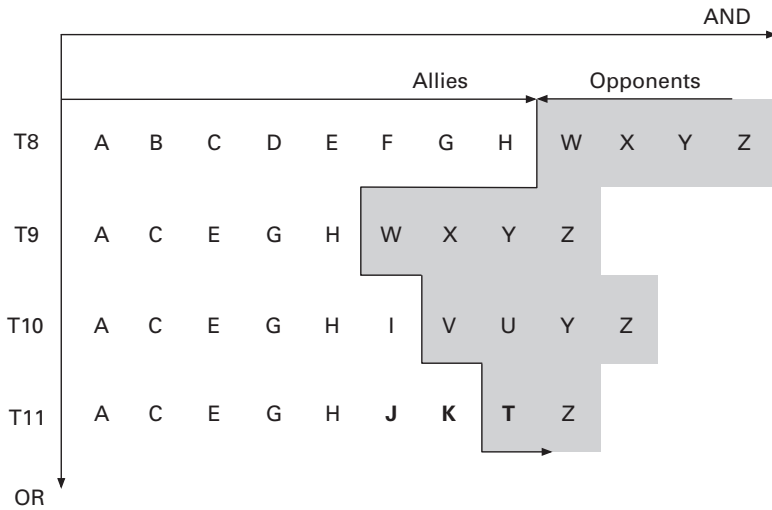 AND
Allies Opponents
T8 A B C D E F G H W X Y Z
T9 A C E G H W X Y Z
T10 A C E G H I V U Y Z
T11 A C E G H J K T Z
OR